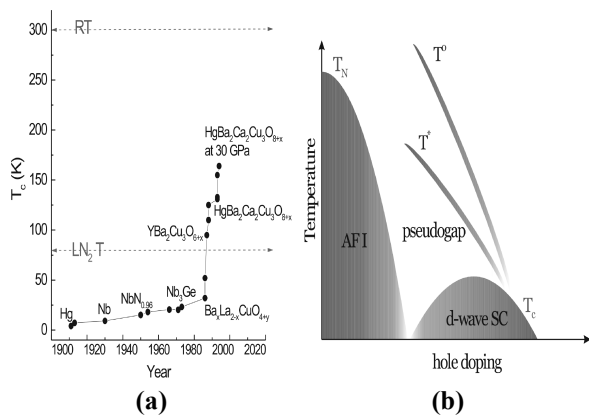 RT
300
250
200
150
100
50
0
T_c (K)
HgBa₂Ca₂Cu₃O₈₊ₓ
at 30 GPa
HgBa₂Ca₂Cu₃O₈₊ₓ
YBa₂Cu₃O₆₊ₓ
LN₂ T
Hg
Nb
NbN₀.₉₆
Nb₃Ge
BaₓLa₂₋ₓCuO₄₊y
1900 1920 1940 1960 1980 2000 2020
Year
(a)
Temperature
T_N
T⁰
T*
AF I
pseudogap
d-wave SC
T_c
hole doping
(b)